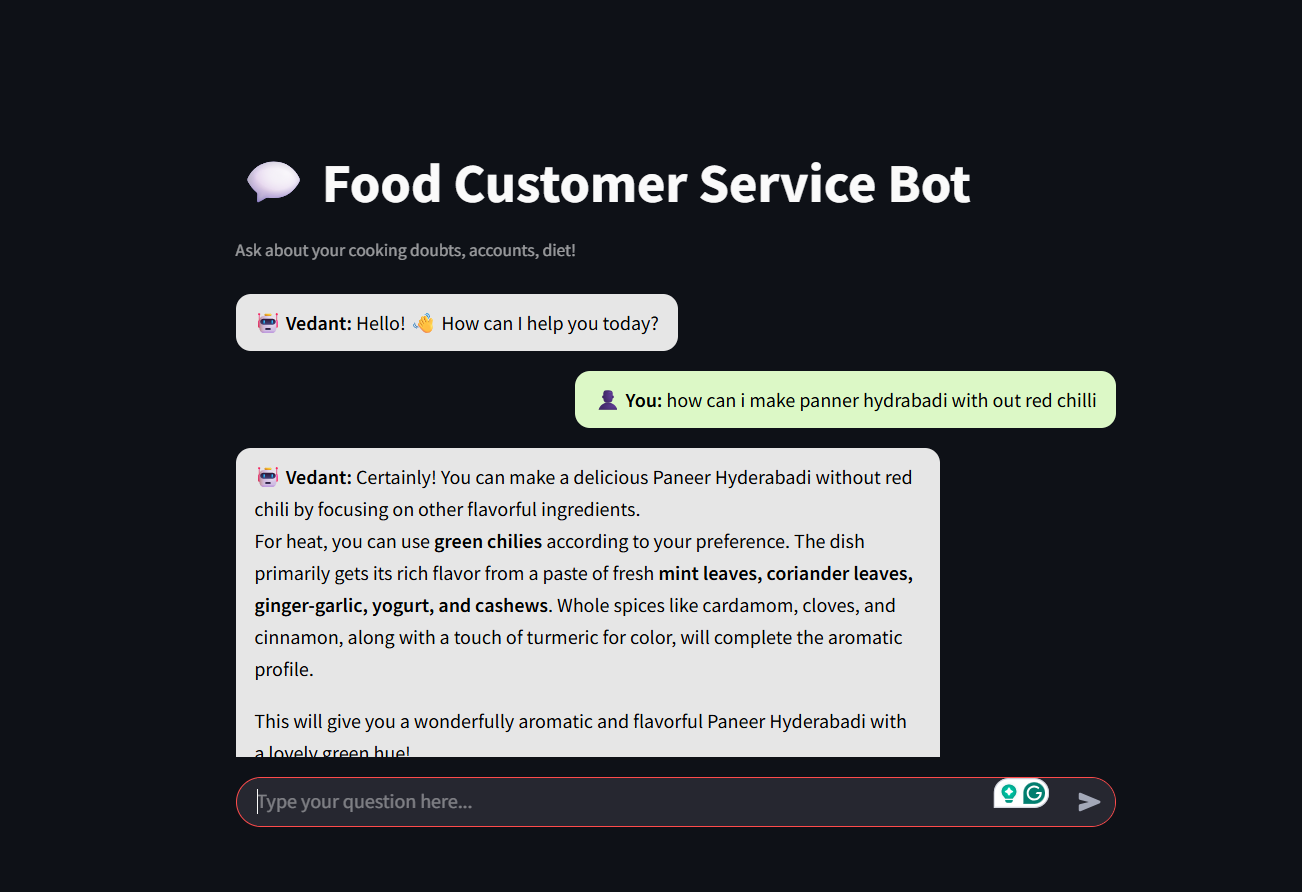 Food Customer Service Bot
Ask about your cooking doubts, accounts, diet!
Vedant: Hello! 👋 How can I help you today?
You: how can i make panner hydrabadi with out red chilli
Vedant: Certainly! You can make a delicious Paneer Hyderabadi without red
chili by focusing on other flavorful ingredients.
For heat, you can use green chilies according to your preference. The dish
primarily gets its rich flavor from a paste of fresh mint leaves, coriander leaves,
ginger-garlic, yogurt, and cashews. Whole spices like cardamom, cloves, and
cinnamon, along with a touch of turmeric for color, will complete the aromatic
profile.
This will give you a wonderfully aromatic and flavorful Paneer Hyderabadi with
a lovely green hue!
Type your question here...